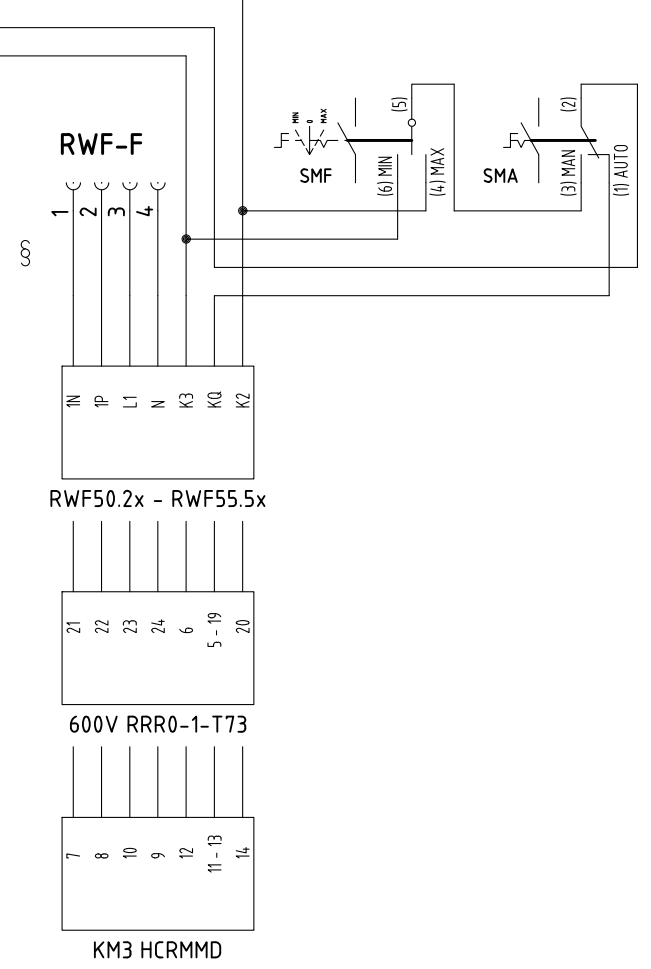 MIN
0
MAX
(5)
(2)
RWF-F
SMF
(6) MIN
(4) MAX
SMA
(3) MAN
(1) AUTO
1
2
3
4
§
1N
1P
L1
N
K3
KQ
K2
RWF50.2x - RWF55.5x
21
22
23
24
6
5 - 19
20
600V RRR0-1-T73
7
8
10
9
12
11 - 13
14
KM3 HCRMMD